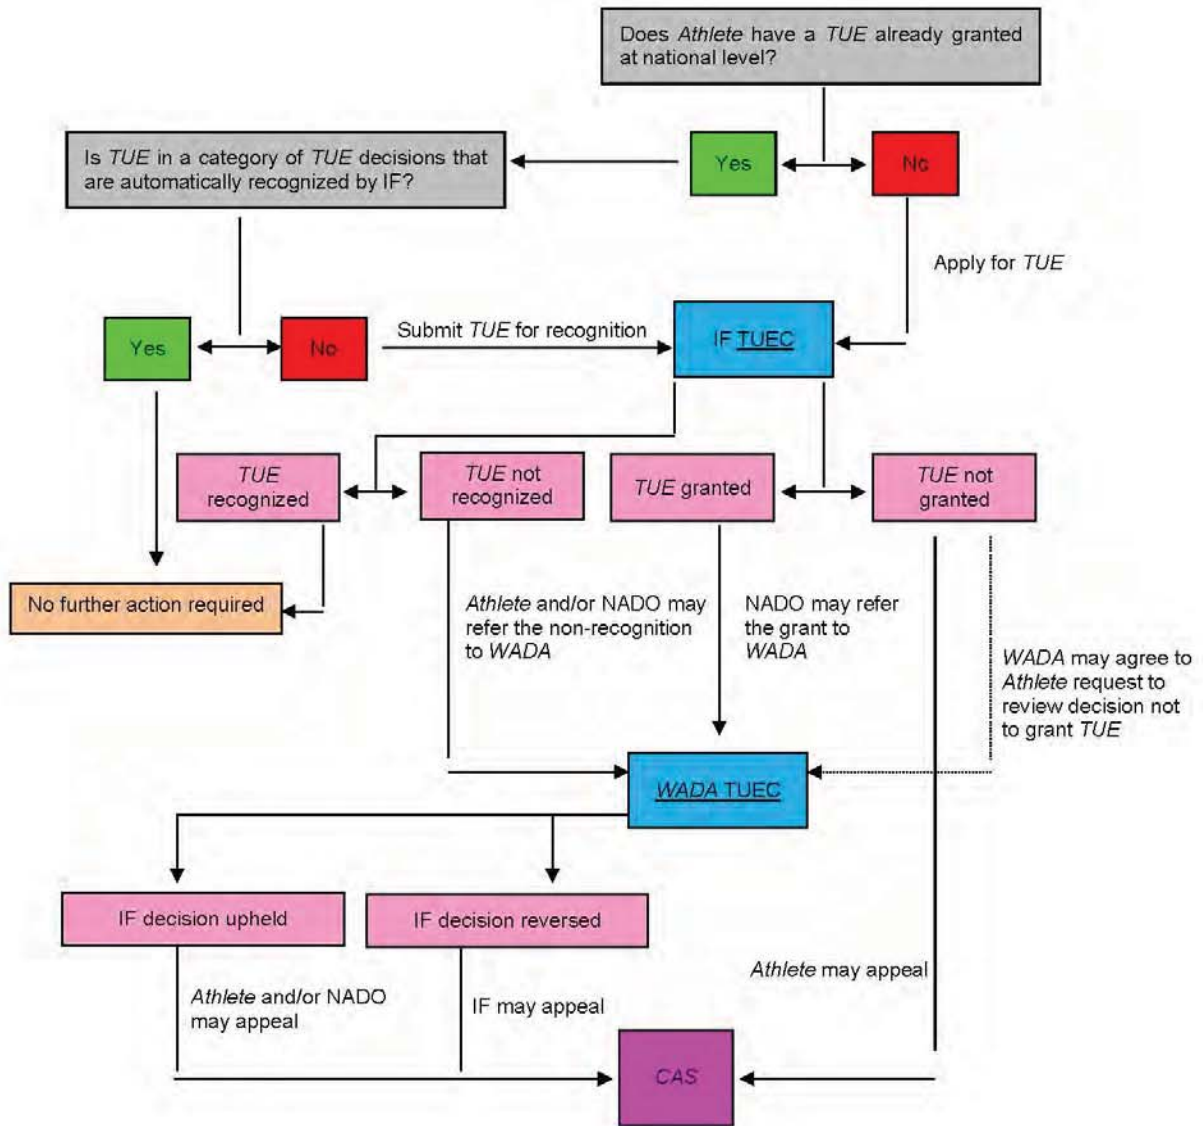 Does Athlete have a TUE already granted
at national level?
Is TUE in a category of TUE decisions that
are automatically recognized by IF?
Yes
No
Apply for TUE
Yes
No
Submit TUE for recognition
IF TUEC
TUE
recognized
TUE not
recognized
TUE granted
TUE not
granted
No further action required
Athlete and/or NADO may
refer the non-recognition
to WADA
NADO may refer
the grant to
WADA
WADA may agree to
Athlete request to
review decision not
to grant TUE
WADA TUEC
IF decision upheld
IF decision reversed
Athlete and/or NADO
may appeal
IF may appeal
Athlete may appeal
CAS